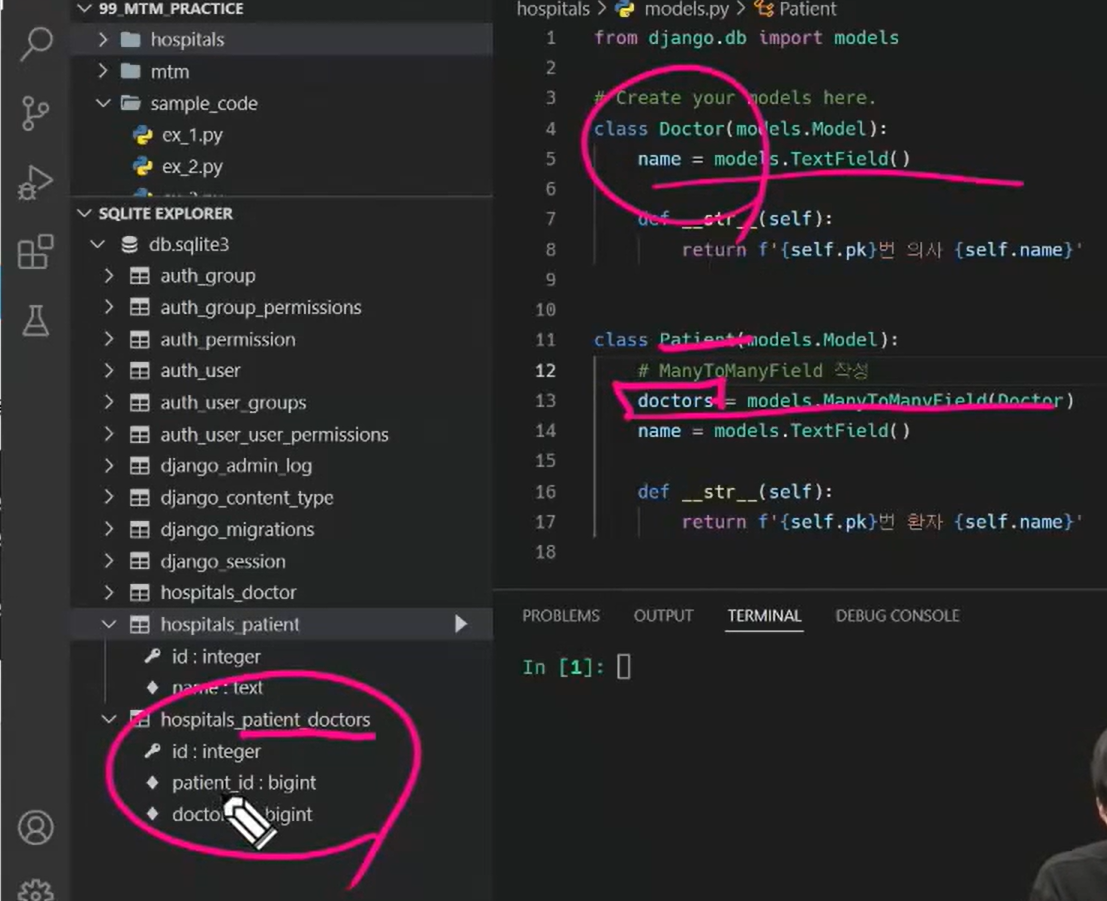 99_MTM_PRACTICE
hospitals
mtm
sample_code
ex_1.py
ex_2.py
SQLITE EXPLORER
db.sqlite3
auth_group
auth_group_permissions
auth_permission
auth_user
auth_user_groups
auth_user_user_permissions
django_admin_log
django_content_type
django_migrations
django_session
hospitals_doctor
hospitals_patient
id : integer
name : text
hospitals_patient_doctors
id : integer
patient_id : bigint
bigint
hospitals > models.py > Patient
1 from django.db import models
2
3 # Create your models here.
4 class Doctor(models.Model):
5 name = models.TextField()
6
7 def __str__(self):
8 return f'{self.pk}번 의사 {self.name}'
9
10
11 class Patient(models.Model):
12 # ManyToManyField 작성
13 doctors = models.ManyToManyField(Doctor)
14 name = models.TextField()
15
16 def __str__(self):
17 return f'{self.pk}번 환자 {self.name}'
18
PROBLEMS OUTPUT TERMINAL DEBUG CONSOLE
In [1]: